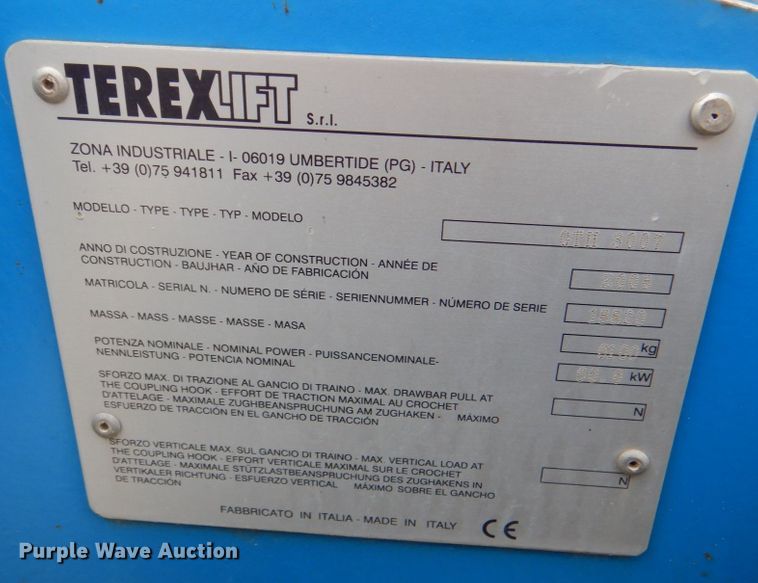 TEREXLIFT S.r.l.
ZONA INDUSTRIALE - I- 06019 UMBERTIDE (PG) - ITALY
Tel. +39 (0)75 941811 Fax +39 (0)75 9845382
MODELLO - TYPE - TYPE - TYP - MODELO
ANNO DI COSTRUZIONE - YEAR OF CONSTRUCTION - ANNÉE DE
CONSTRUCTION - BAUJHAR - AÑO DE FABRICACIÓN
MATRICOLA - SERIAL N. - NUMERO DE SÉRIE - SERIENNUMMER - NÚMERO DE SERIE
MASSA - MASS - MASSE - MASSE - MASA
kg
POTENZA NOMINALE - NOMINAL POWER - PUISSANCENOMINALE-
NENNLEISTUNG - POTENCIA NOMINAL
kW
SFORZO MAX. DI TRAZIONE AL GANCIO DI TRAINO - MAX. DRAWBAR PULL AT
THE COUPLING HOOK - EFFORT DE TRACTION MAXIMAL AU CROCHET
D'ATTELAGE - MAXIMALE ZUGHBEANSPRUCHUNG AM ZUGHAKEN - MÁXIMO
ESFUERZO DE TRACCIÓN EN EL GANCHO DE TRACCIÓN
N
SFORZO VERTICALE MAX. SUL GANCIO DI TRAINO - MAX. VERTICAL LOAD AT
THE COUPLING HOOK - EFFORT VERTICALE MAXIMAL SUR LE CROCHET
D'ATTELAGE - MAXIMALE STÜTZLASTBEANSPRUCHUNG DES ZUGHAKENS IN
VERTIKALER RICHTUNG - ESFUERZO VERTICAL MÁXIMO SOBRE EL GANCHO
DE TRACCIÓN
N
FABBRICATO IN ITALIA - MADE IN ITALY CE
Purple Wave Auction